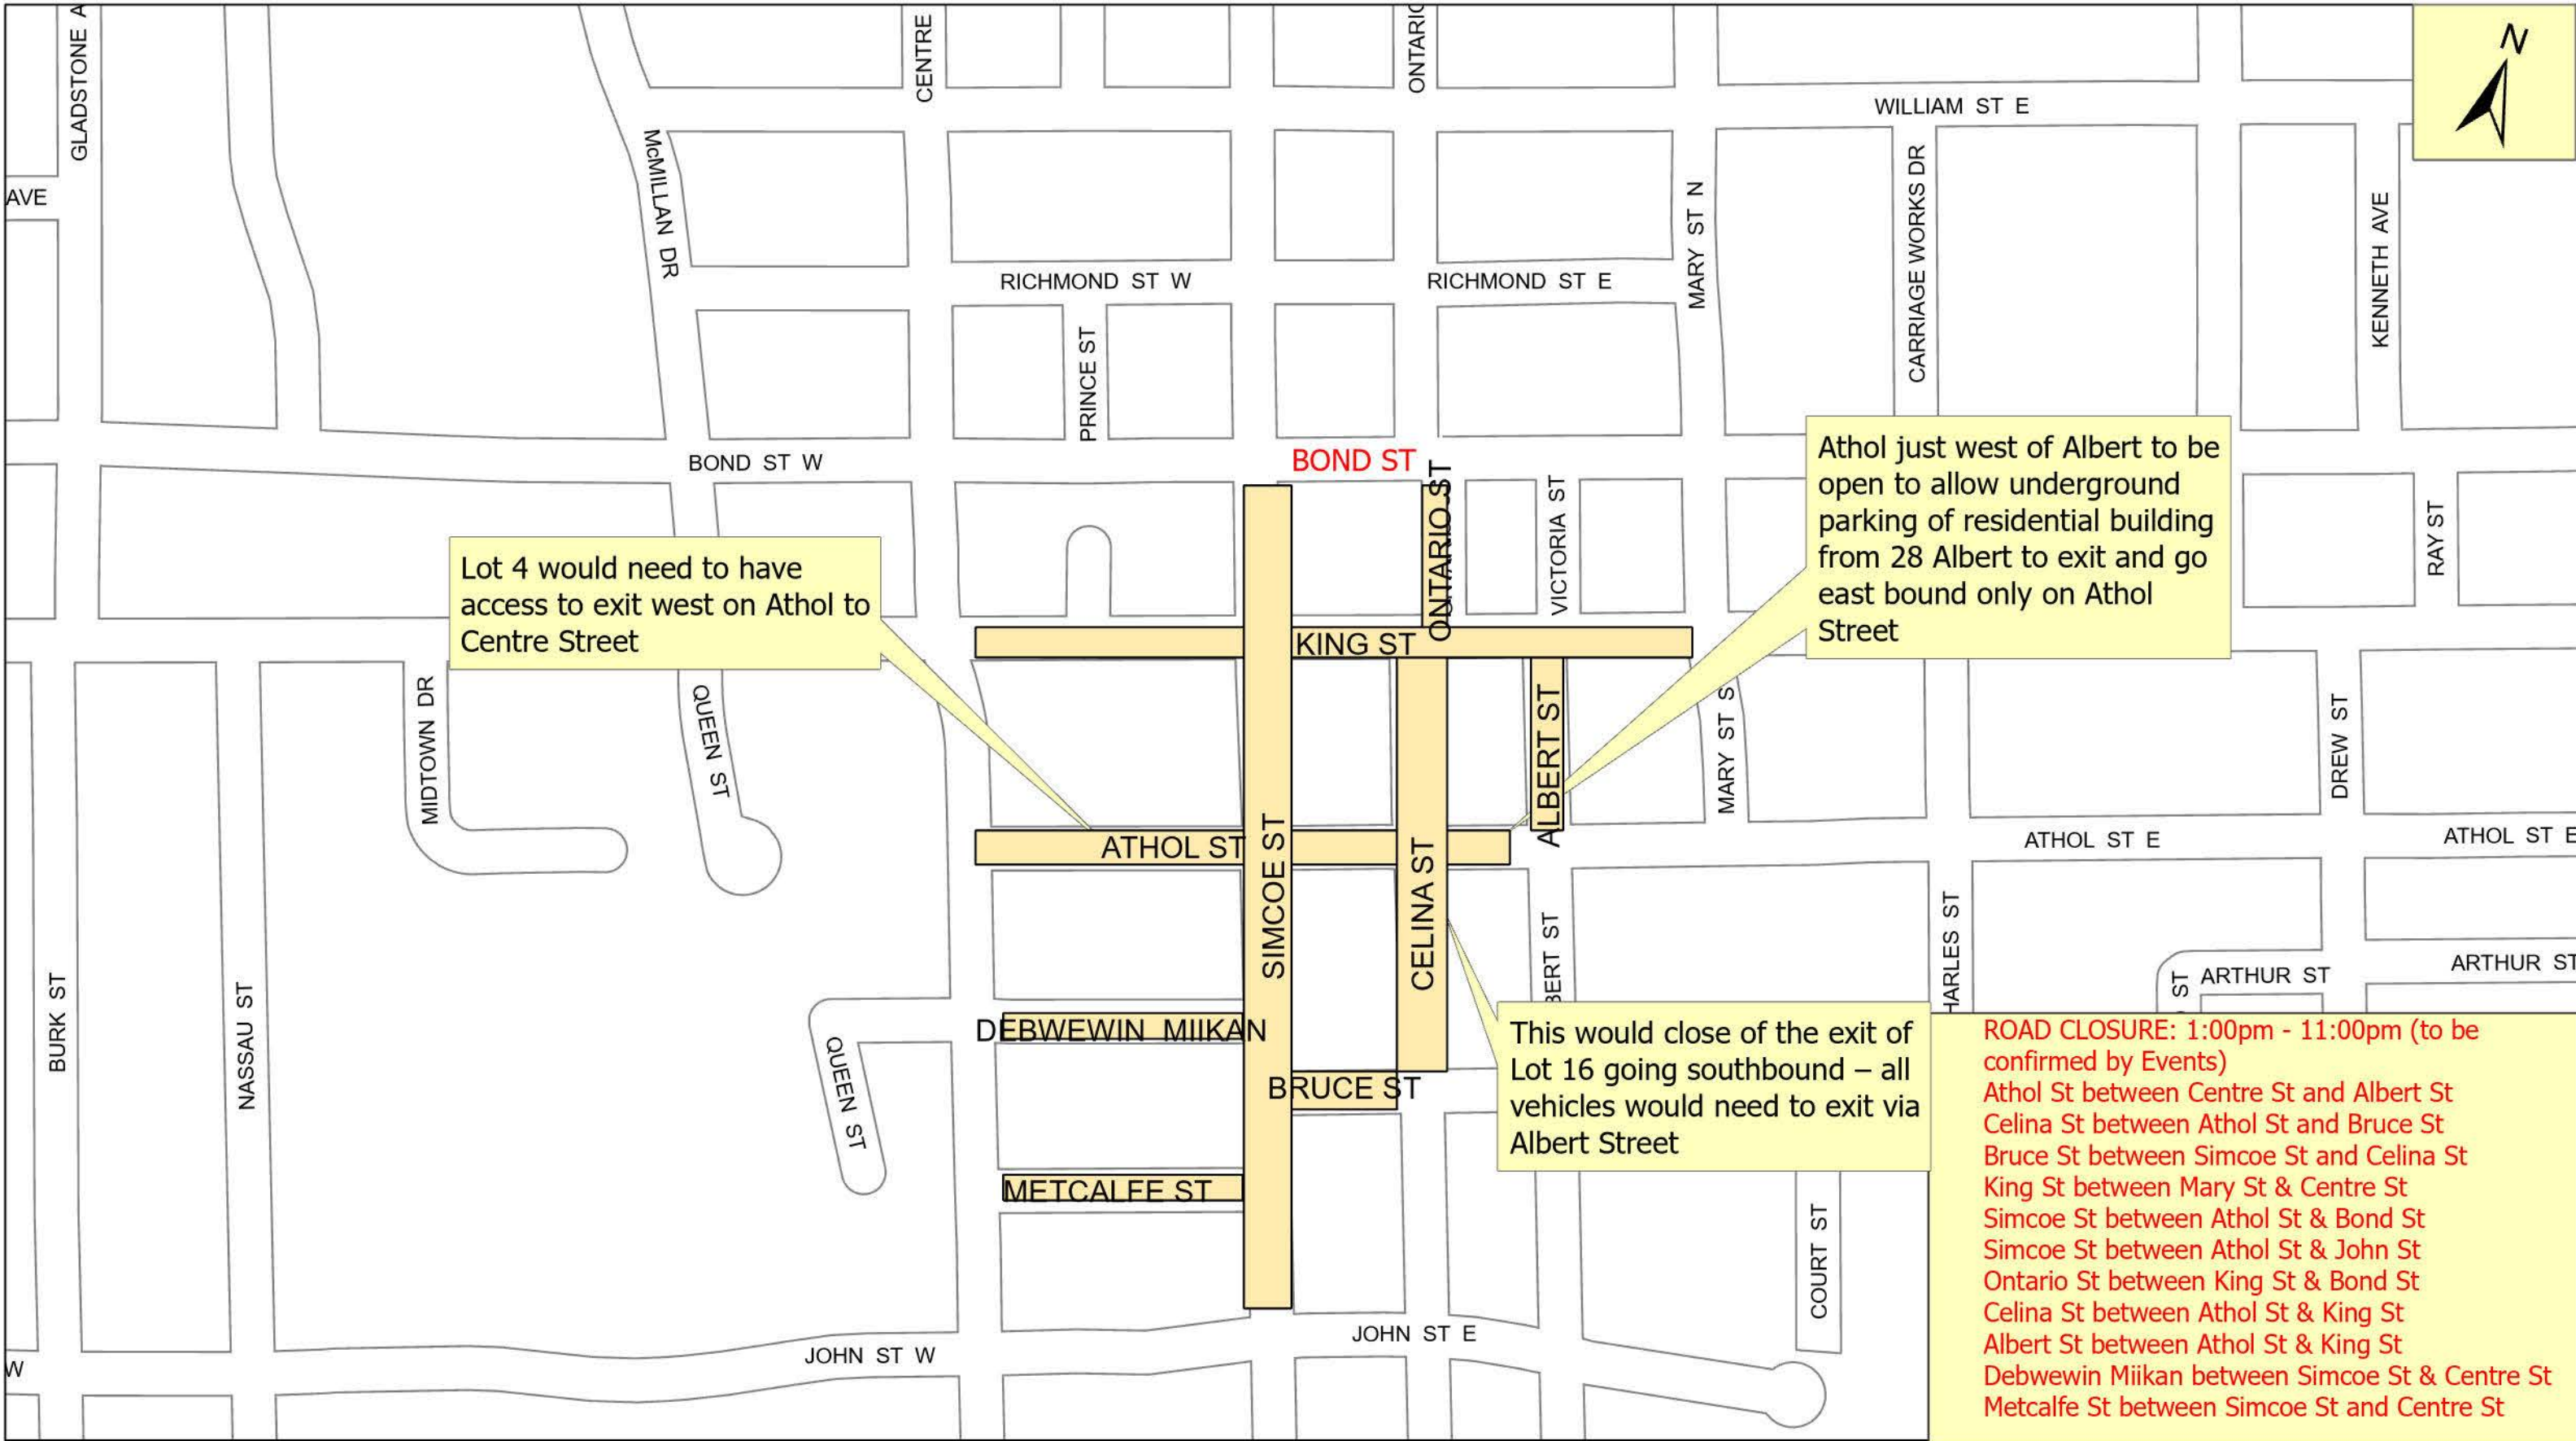 GLADSTONE A
CENTRE
ONTARIO
N
WILLIAM ST E
AVE
McMILLAN DR
MARY ST N
CARRIAGE WORKS DR
KENNETH AVE
RICHMOND ST W
RICHMOND ST E
PRINCE ST
BOND ST W
BOND ST
ONTARIO ST
VICTORIA ST
RAY ST
Athol just west of Albert to be
open to allow underground
parking of residential building
from 28 Albert to exit and go
east bound only on Athol
Street
Lot 4 would need to have
access to exit west on Athol to
Centre Street
KING ST
MIDTOWN DR
QUEEN ST
ALBERT ST
MARY ST S
DREW ST
ATHOL ST
SIMCOE ST
CELINA ST
ATHOL ST E
ATHOL ST E
BURK ST
NASSAU ST
BERT ST
HARLES ST
ST
ARTHUR ST
ARTHUR ST
DEBWEWIN MIIKAN
QUEEN ST
BRUCE ST
This would close of the exit of
Lot 16 going southbound – all
vehicles would need to exit via
Albert Street
METCALFE ST
COURT ST
JOHN ST E
JOHN ST W
W
ROAD CLOSURE: 1:00pm - 11:00pm (to be
confirmed by Events)
Athol St between Centre St and Albert St
Celina St between Athol St and Bruce St
Bruce St between Simcoe St and Celina St
King St between Mary St & Centre St
Simcoe St between Athol St & Bond St
Simcoe St between Athol St & John St
Ontario St between King St & Bond St
Celina St between Athol St & King St
Albert St between Athol St & King St
Debwewin Miikan between Simcoe St & Centre St
Metcalfe St between Simcoe St and Centre St